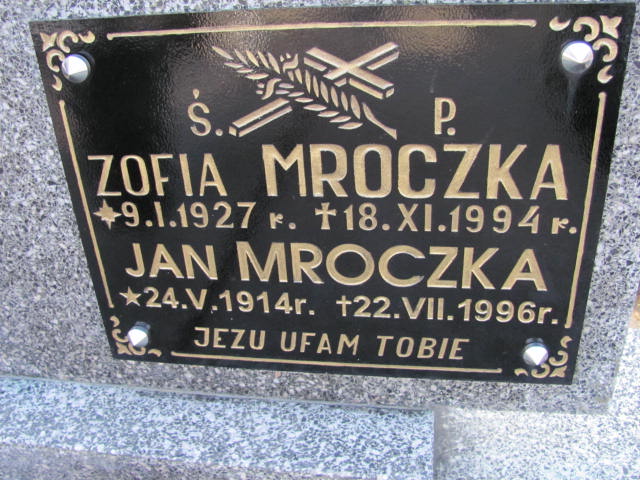 Ś. P.
ZOFIA MROCZKA
*9.I.1927 r. †18.XI.1994 r.
JAN MROCZKA
*24.V.1914r. †22.VII.1996r.
JEZU UFAM TOBIE